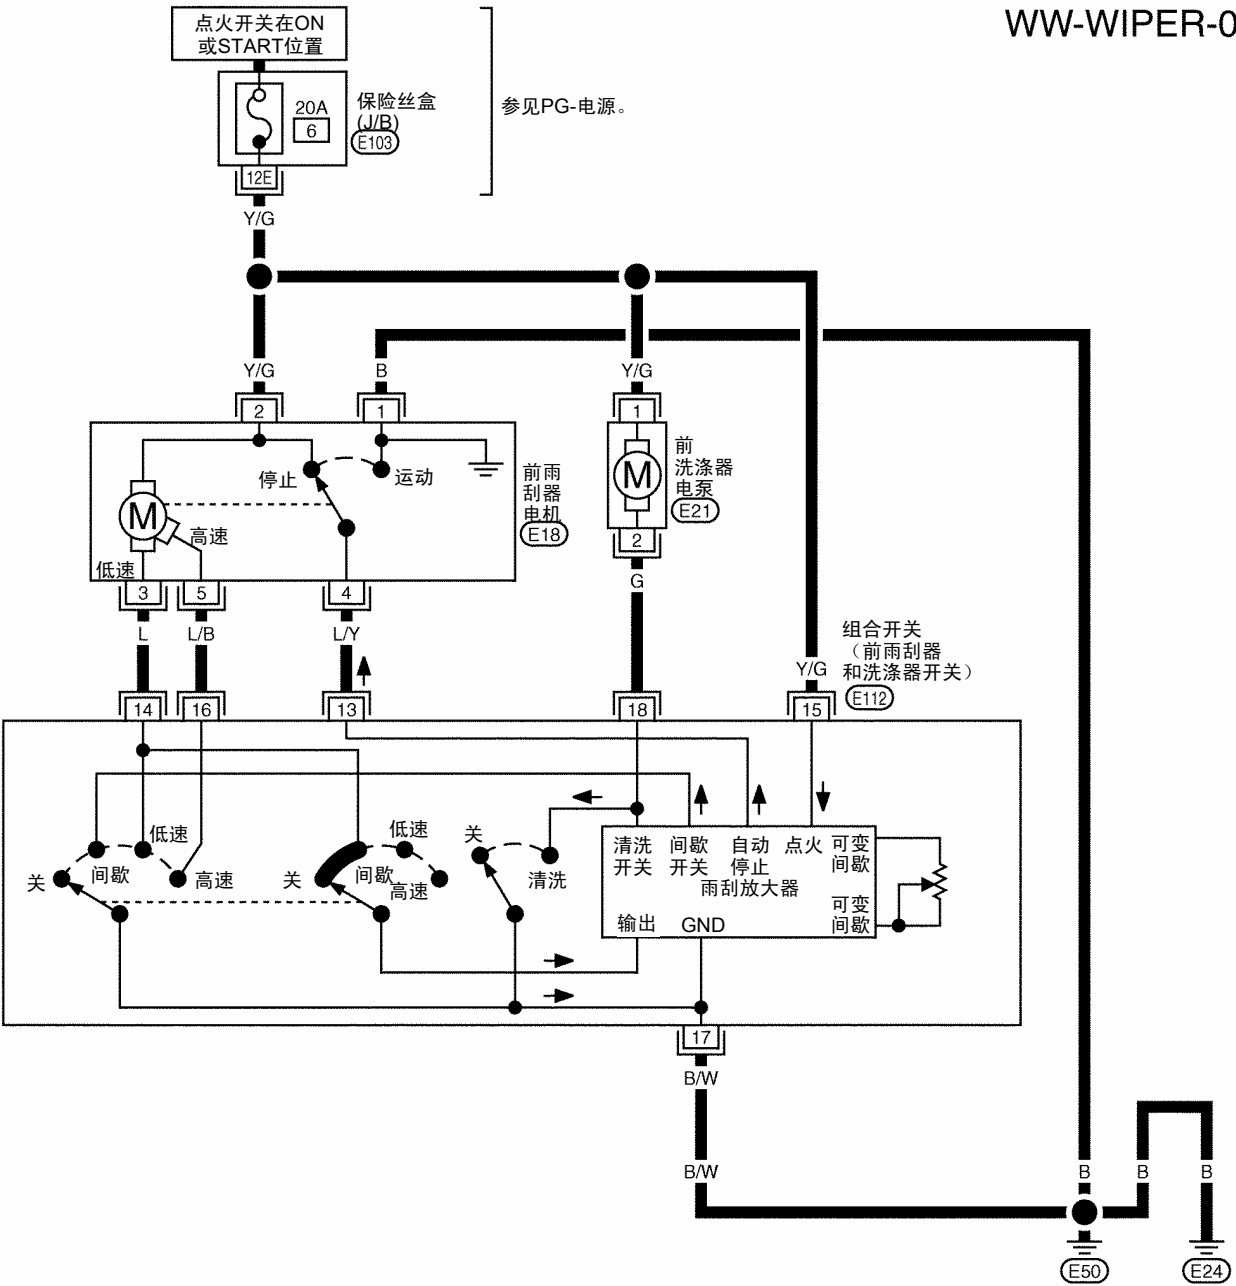 WW-WIPER-0
点火开关在ON
或START位置
20A
6
保险丝盒
(J/B)
E103
参见PG-电源。
12E
Y/G
Y/G
B
Y/G
2
1
1
停止
运动
前雨
刮器
电机
E18
M
高速
低速
M
前
洗涤器
电泵
E21
2
3
5
4
G
L
L/B
L/Y
Y/G
组合开关
（前雨刮器
和洗涤器开关）
E112
14
16
13
18
15
低速
关
间歇
高速
低速
关
间歇
高速
关
清洗
清洗
开关
间歇
开关
自动
停止
点火
可变
间歇
雨刮放大器
可变
间歇
输出
GND
17
B/W
B/W
B
B
B
E50
E24